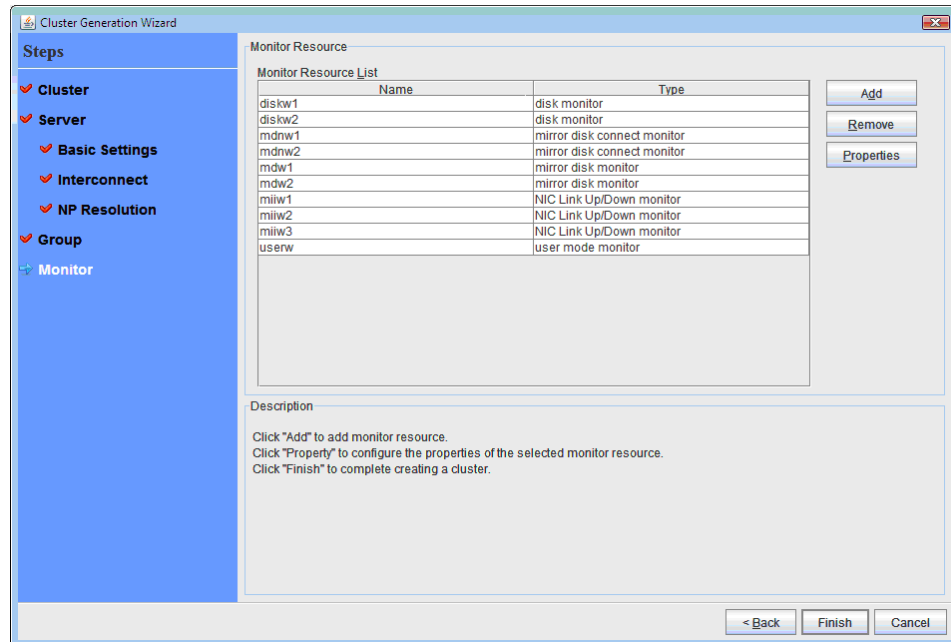 Cluster Generation Wizard
Steps
Cluster
Server
Basic Settings
Interconnect
NP Resolution
Group
Monitor
Monitor Resource
Monitor Resource List
Name Type
diskw1 disk monitor
diskw2 disk monitor
mdnw1 mirror disk connect monitor
mdnw2 mirror disk connect monitor
mdw1 mirror disk monitor
mdw2 mirror disk monitor
miiw1 NIC Link Up/Down monitor
miiw2 NIC Link Up/Down monitor
miiw3 NIC Link Up/Down monitor
userw user mode monitor
Add
Remove
Properties
Description
Click "Add" to add monitor resource.
Click "Property" to configure the properties of the selected monitor resource.
Click "Finish" to complete creating a cluster.
< Back Finish Cancel